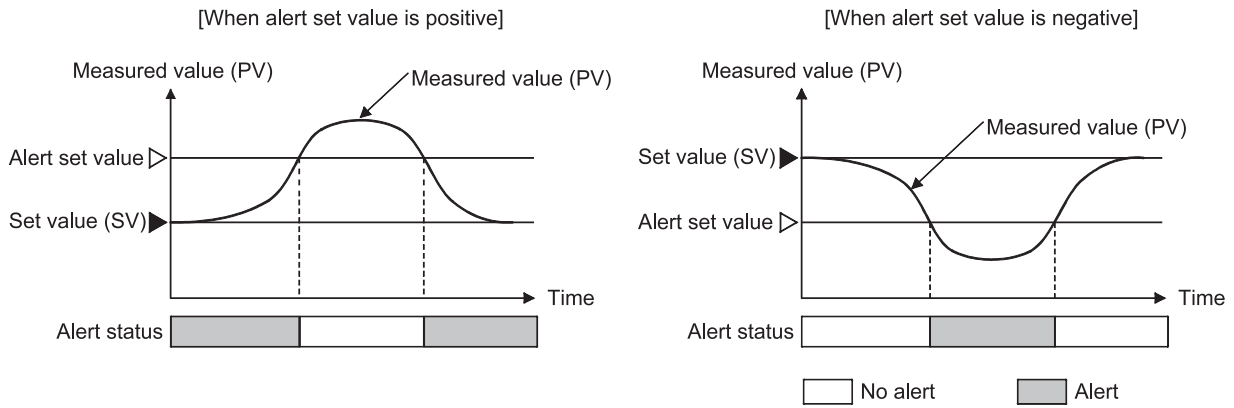 [When alert set value is positive]
Measured value (PV)
Measured value (PV)
Alert set value
Set value (SV)
Time
Alert status
[When alert set value is negative]
Measured value (PV)
Measured value (PV)
Set value (SV)
Alert set value
Time
Alert status
No alert
Alert